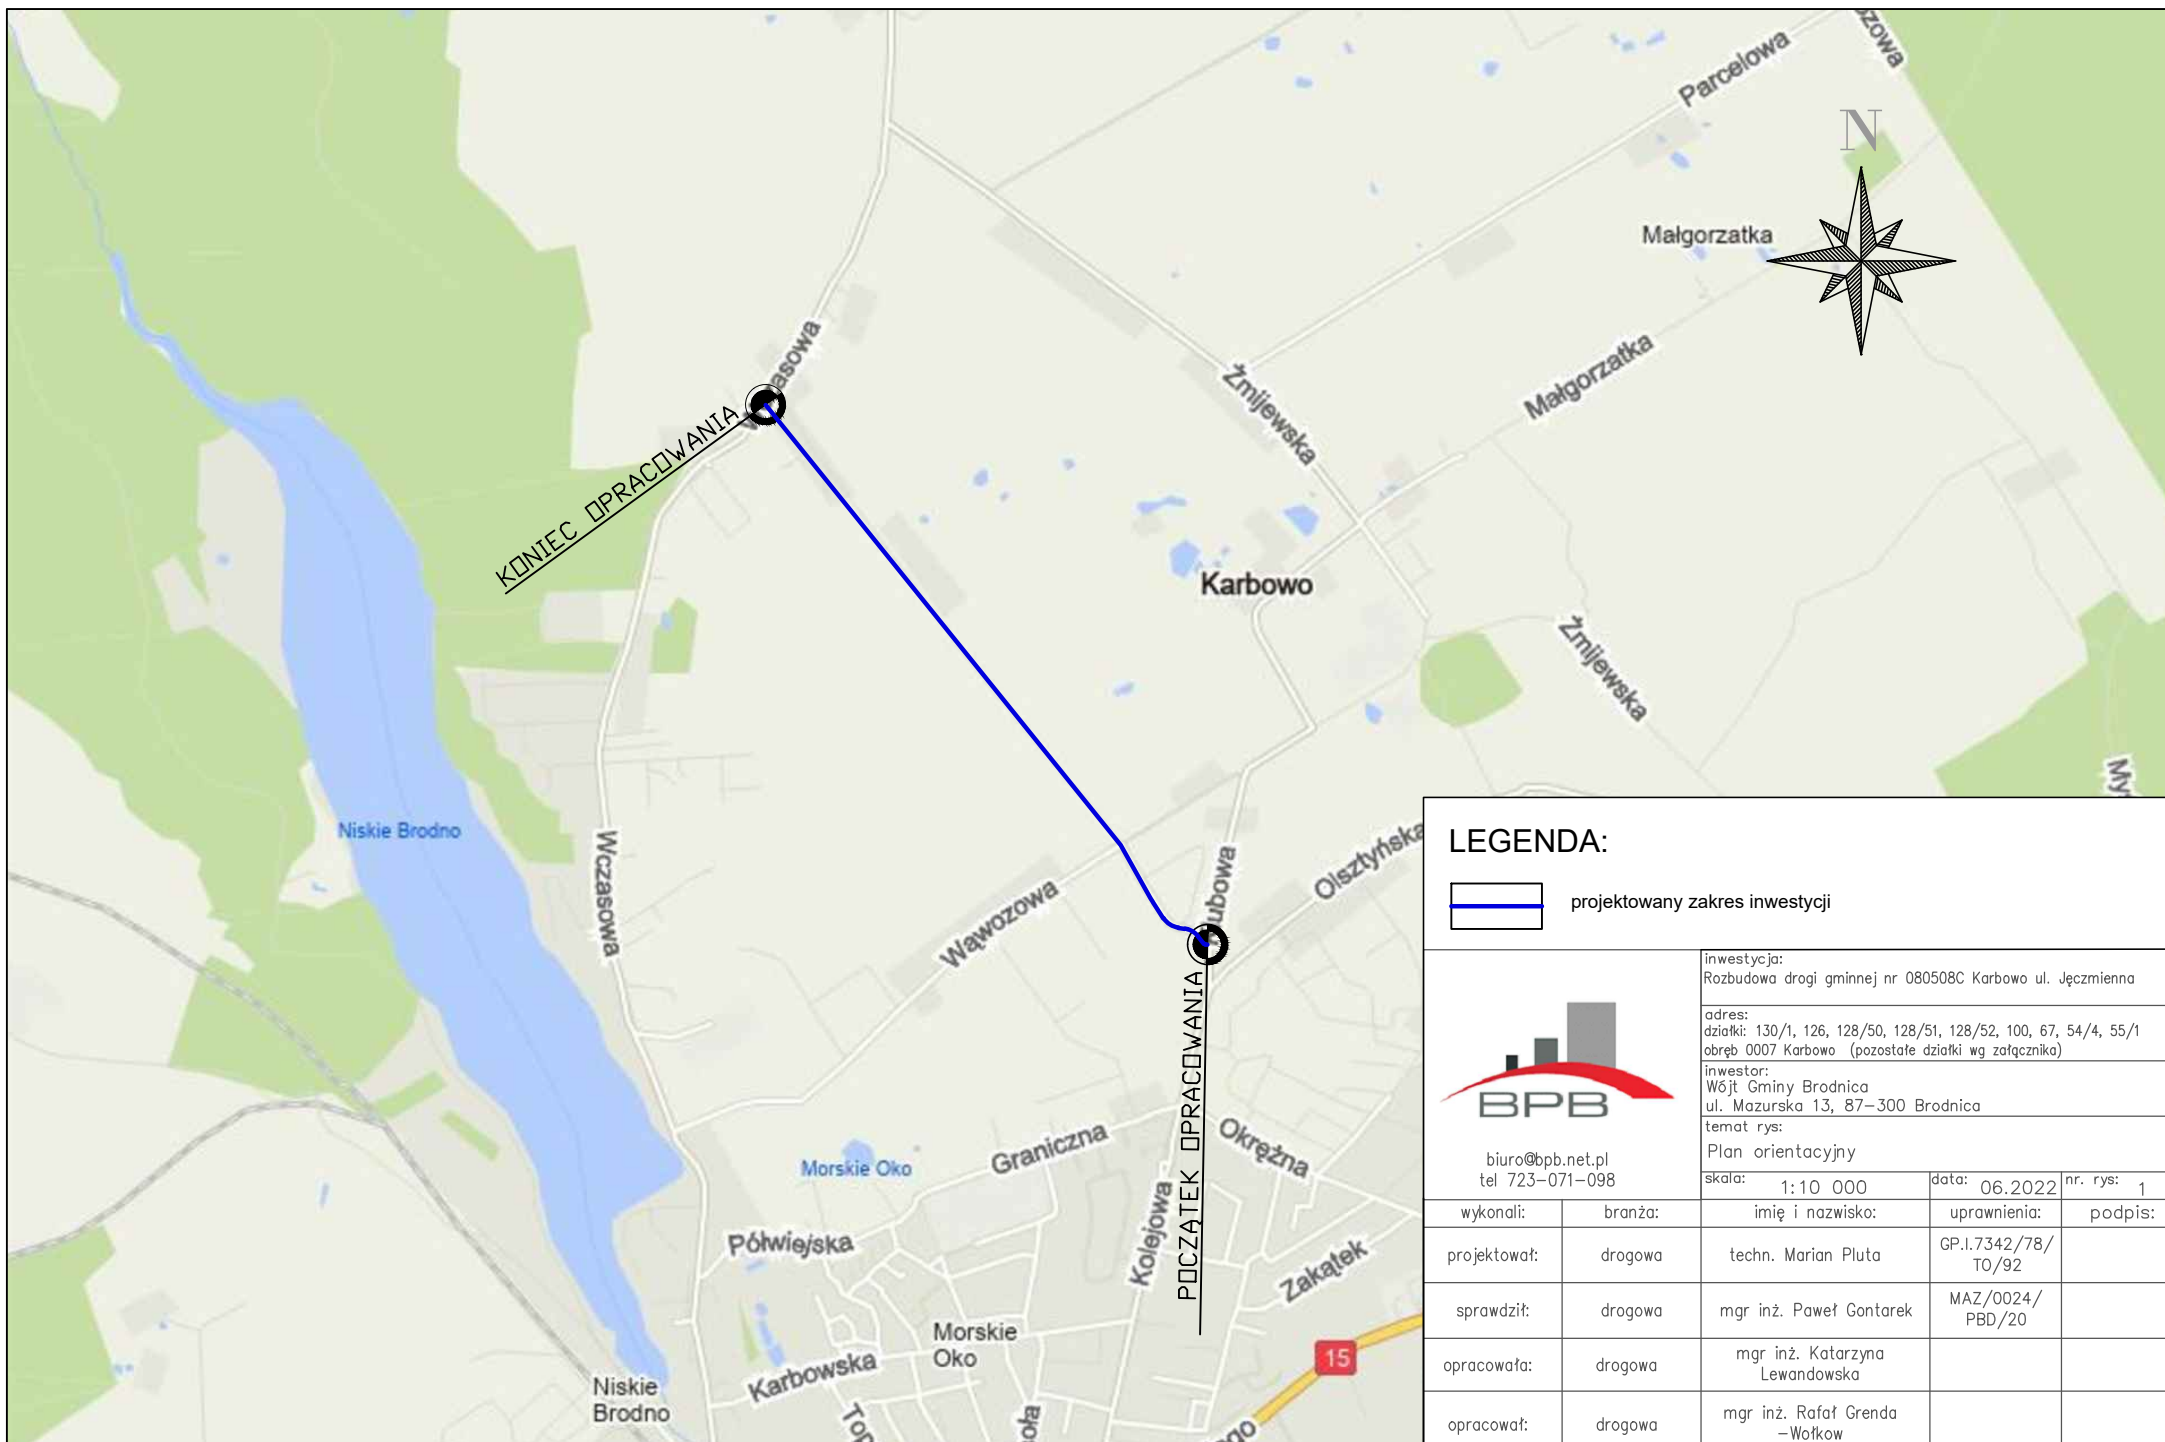 Parcelowa
N
Małgorzatka
Małgorzatka
Żmijewska
KONIEC OPRACOWANIA
Karbowo
Żmijewska
Niskie Brodno
Wczasowa
Wąwozowa
Olsztyńska
POCZĄTEK OPRACOWANIA
Morskie Oko
Graniczna
Okrężna
Półwiejska
Kolejowa
Zakątek
Morskie
Oko
15
Karbowska
Niskie
Brodno
LEGENDA:
projektowany zakres inwestycji
BPB
biuro@bpb.net.pl
tel 723-071-098
inwestycja:
Rozbudowa drogi gminnej nr 080508C Karbowo ul. Jęczmienna
adres:
działki: 130/1, 126, 128/50, 128/51, 128/52, 100, 67, 54/4, 55/1
obręb 0007 Karbowo (pozostałe działki wg załącznika)
inwestor:
Wójt Gminy Brodnica
ul. Mazurska 13, 87-300 Brodnica
temat rys:
Plan orientacyjny
skala: 1:10 000 data: 06.2022 nr. rys: 1
wykonali: branża: imię i nazwisko: uprawnienia: podpis:
projektował: drogowa techn. Marian Pluta GP.I.7342/78/
TO/92
sprawdził: drogowa mgr inż. Paweł Gontarek MAZ/0024/
PBD/20
opracowała: drogowa mgr inż. Katarzyna
Lewandowska
opracował: drogowa mgr inż. Rafał Grenda
-Wołkow